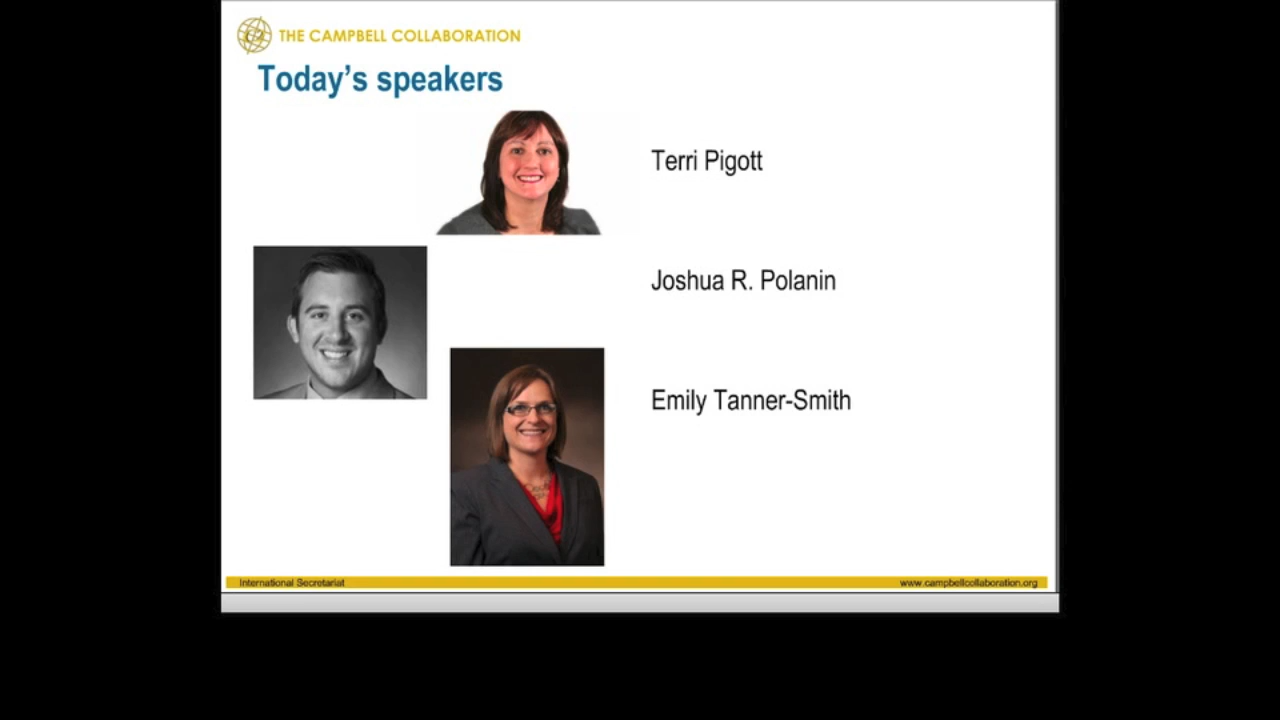 THE CAMPBELL COLLABORATION
Today's speakers
Terri Pigott
Joshua R. Polanin
Emily Tanner-Smith
International Secretariat
www.campbellcollaboration.org